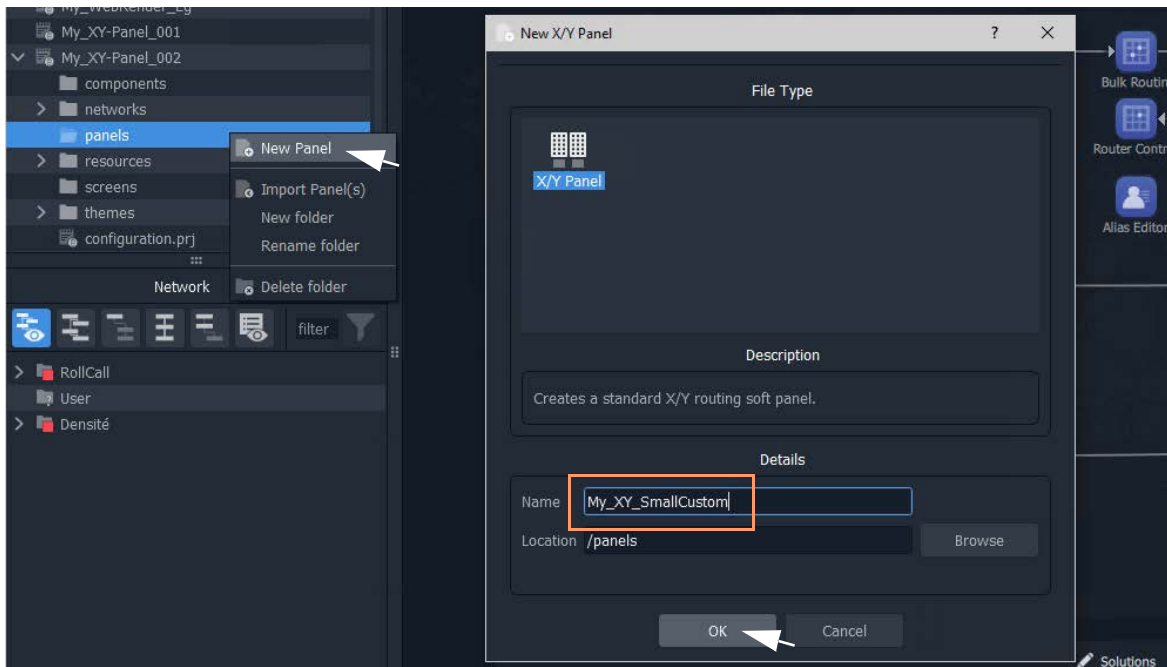 My_WebRender_Eg
My_XY-Panel_001
My_XY-Panel_002
components
networks
panels
resources
screens
themes
configuration.prj
New Panel
Import Panel(s)
New folder
Rename folder
Delete folder
Network
filter
RollCall
User
Densité
New X/Y Panel
?
File Type
X/Y Panel
Description
Creates a standard X/Y routing soft panel.
Details
Name My_XY_SmallCustom
Location /panels Browse
OK Cancel
Bulk Routin
Router Contr
Alias Editor
Solutions